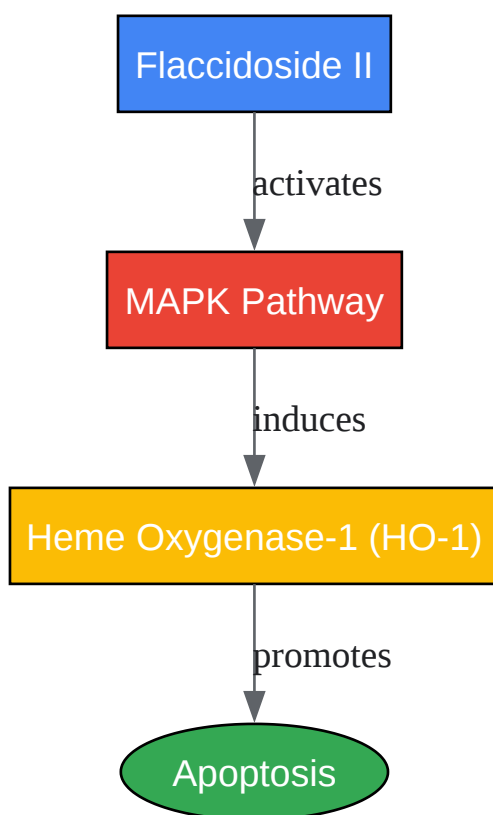 Flaccidoside II
activates
MAPK Pathway
induces
Heme Oxygenase-1 (HO-1)
promotes
Apoptosis